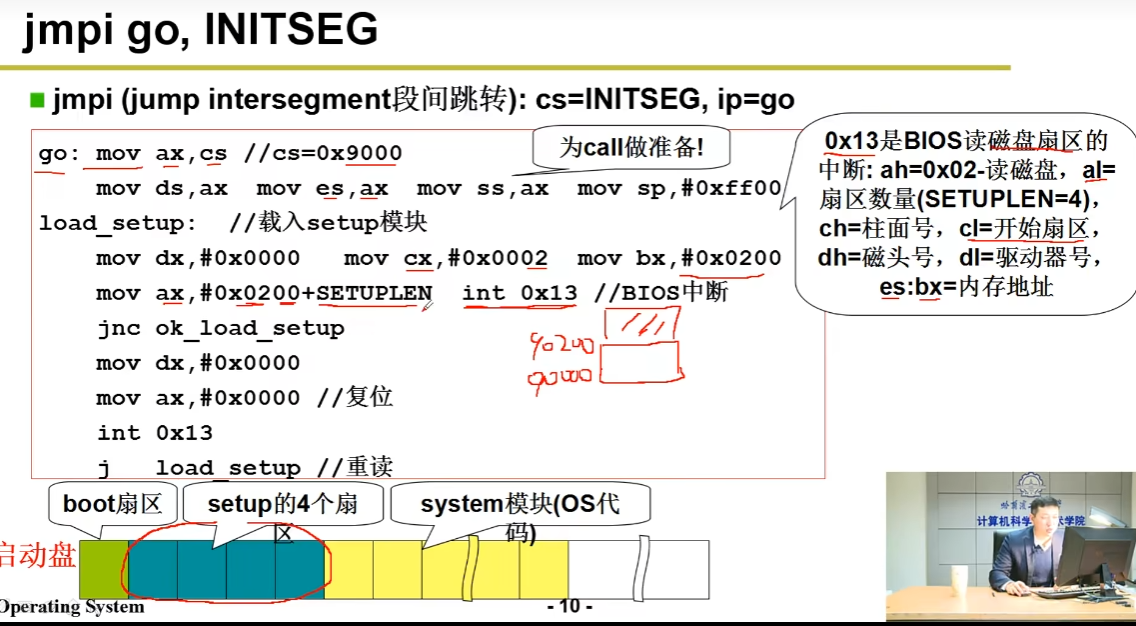 jmpi go, INITSEG
jmpi (jump intersegment段间跳转): cs=INITSEG, ip=go
go: mov ax,cs //cs=0x9000
为call做准备!
mov ds,ax mov es,ax mov ss,ax mov sp,#0xff00
load_setup: //载入setup模块
mov dx,#0x0000 mov cx,#0x0002 mov bx,#0x0200
mov ax,#0x0200+SETUPLEN int 0x13 //BIOS中断
jnc ok_load_setup
mov dx,#0x0000
mov ax,#0x0000 //复位
int 0x13
j load_setup //重读
90200
90000
0x13是BIOS读磁盘扇区的
中断: ah=0x02-读磁盘，al=
扇区数量(SETUPLEN=4)，
ch=柱面号，cl=开始扇区，
dh=磁头号，dl=驱动器号，
es:bx=内存地址
boot扇区
setup的4个扇
区
system模块(OS代
码)
启动盘
Operating System
- 10 -
计算机科学
术学院